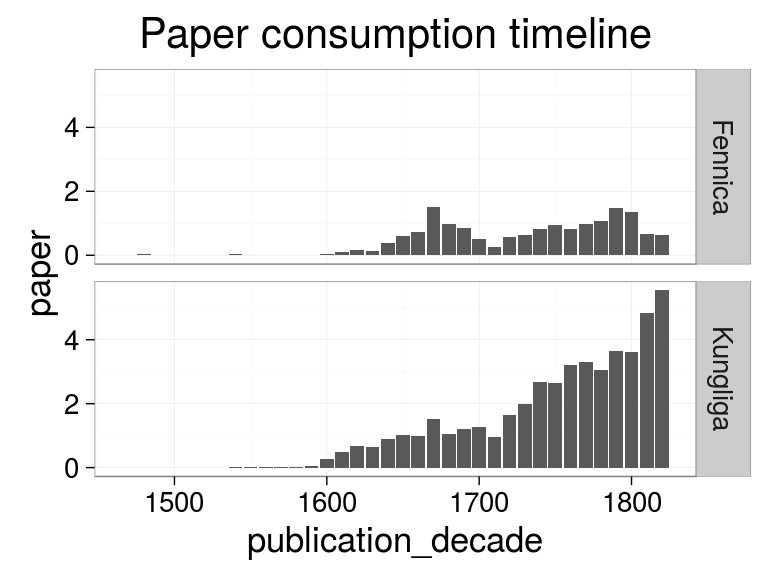 Paper consumption timeline
4
2
0
Fennica
paper
4
2
0
Kungliga
1500 1600 1700 1800
publication_decade